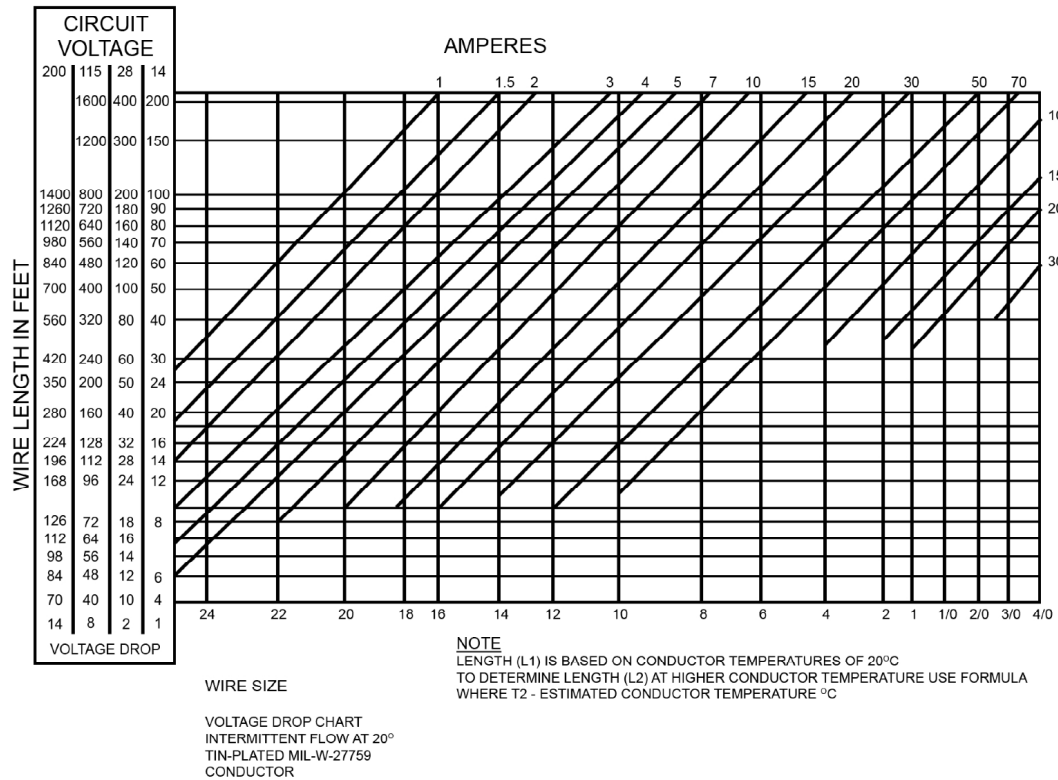 CIRCUIT
VOLTAGE
AMPERES
200 115 28 14
1 1.5 2 3 4 5 7 10 15 20 30 50 70
1600 400 200
10
1200 300 150
15
1400 800 200 100
1260 720 180 90
20
1120 640 160 80
980 560 140 70
840 480 120 60
30
700 400 100 50
560 320 80 40
420 240 60 30
350 200 50 24
280 160 40 20
224 128 32 16
196 112 28 14
168 96 24 12
126 72 18 8
112 64 16
98 56 14
84 48 12 6
70 40 10 4
14 8 2 1
WIRE LENGTH IN FEET
24 22 20 18 16 14 12 10 8 6 4 2 1 1/0 2/0 3/0 4/0
VOLTAGE DROP
NOTE
LENGTH (L1) IS BASED ON CONDUCTOR TEMPERATURES OF 20°C
TO DETERMINE LENGTH (L2) AT HIGHER CONDUCTOR TEMPERATURE USE FORMULA
WHERE T2 - ESTIMATED CONDUCTOR TEMPERATURE °C
WIRE SIZE
VOLTAGE DROP CHART
INTERMITTENT FLOW AT 20°
TIN-PLATED MIL-W-27759
CONDUCTOR